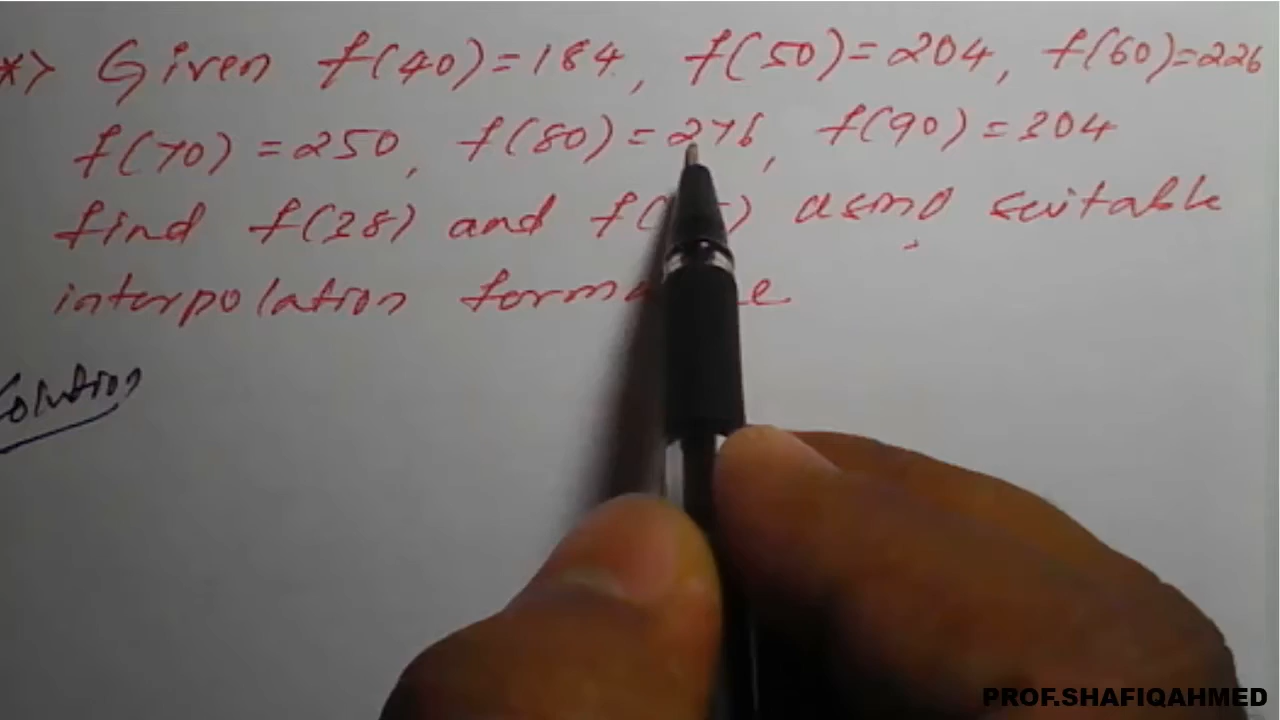 *> Given f(40)=184, f(50)=204, f(60)=226
f(70)=250, f(80)=276, f(90)=304
find f(38) and f( ) using suitable
interpolation
Solution
PROF.SHAFIQAHMED